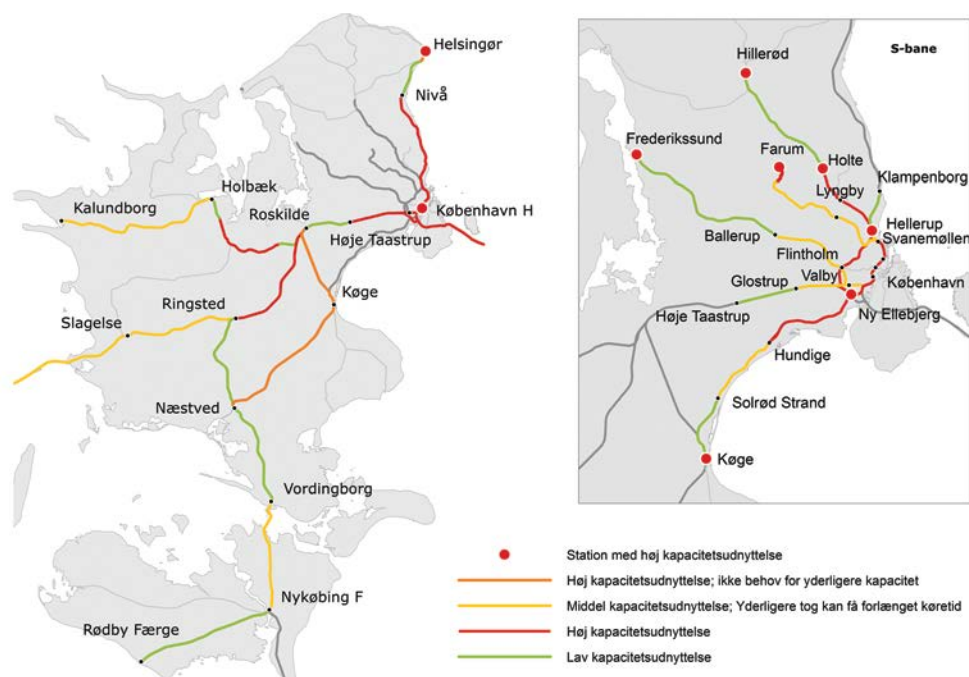 Helsingør
Nivå
Holbæk
Kalundborg
Roskilde
København H
Høje Taastrup
Køge
Ringsted
Slagelse
Næstved
Vordingborg
Nykøbing F
Rødby Færge
S-bane
Hillerød
Frederikssund
Farum
Holte
Klampenborg
Lyngby
Hellerup
Svanemøllen
Ballerup
Flintholm
Valby
Glostrup
København
Høje Taastrup
Ny Ellebjerg
Hundige
Solrød Strand
Køge
Station med høj kapacitetsudnyttelse
Høj kapacitetsudnyttelse; ikke behov for yderligere kapacitet
Middel kapacitetsudnyttelse; Yderligere tog kan få forlænget køretid
Høj kapacitetsudnyttelse
Lav kapacitetsudnyttelse